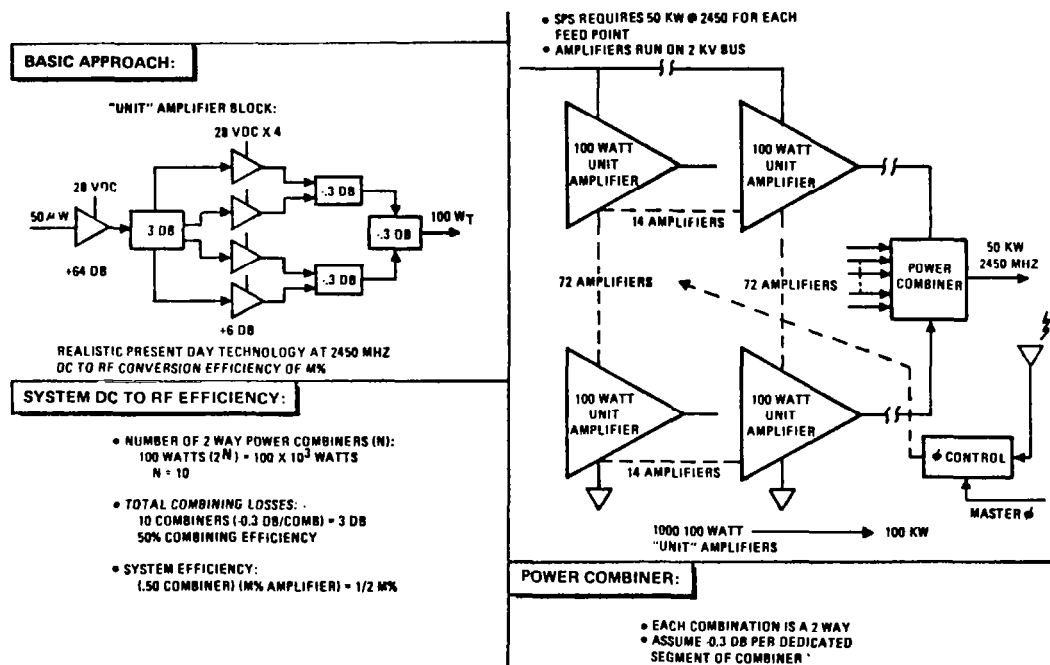 BASIC APPROACH:
"UNIT" AMPLIFIER BLOCK:
28 VDC X 4
28 VDC
50 µW
3 DB
-.3 DB
-.3 DB
-.3 DB
100 WT
+64 DB
+6 DB
REALISTIC PRESENT DAY TECHNOLOGY AT 2450 MHZ
DC TO RF CONVERSION EFFICIENCY OF M%
SYSTEM DC TO RF EFFICIENCY:
• NUMBER OF 2 WAY POWER COMBINERS (N):
100 WATTS (2^N) = 100 X 10^3 WATTS
N = 10
• TOTAL COMBINING LOSSES:
10 COMBINERS (-0.3 DB/COMB) = 3 DB
50% COMBINING EFFICIENCY
• SYSTEM EFFICIENCY:
(.50 COMBINER) (M% AMPLIFIER) = 1/2 M%
• SPS REQUIRES 50 KW @ 2450 FOR EACH
FEED POINT
• AMPLIFIERS RUN ON 2 KV BUS
100 WATT
UNIT
AMPLIFIER
100 WATT
UNIT
AMPLIFIER
14 AMPLIFIERS
72 AMPLIFIERS
72 AMPLIFIERS
POWER
COMBINER
50 KW
2450 MHZ
100 WATT
UNIT
AMPLIFIER
100 WATT
UNIT
AMPLIFIER
14 AMPLIFIERS
ɸ CONTROL
MASTER ɸ
1000 100 WATT
"UNIT" AMPLIFIERS
100 KW
POWER COMBINER:
• EACH COMBINATION IS A 2 WAY
• ASSUME -0.3 DB PER DEDICATED
SEGMENT OF COMBINER